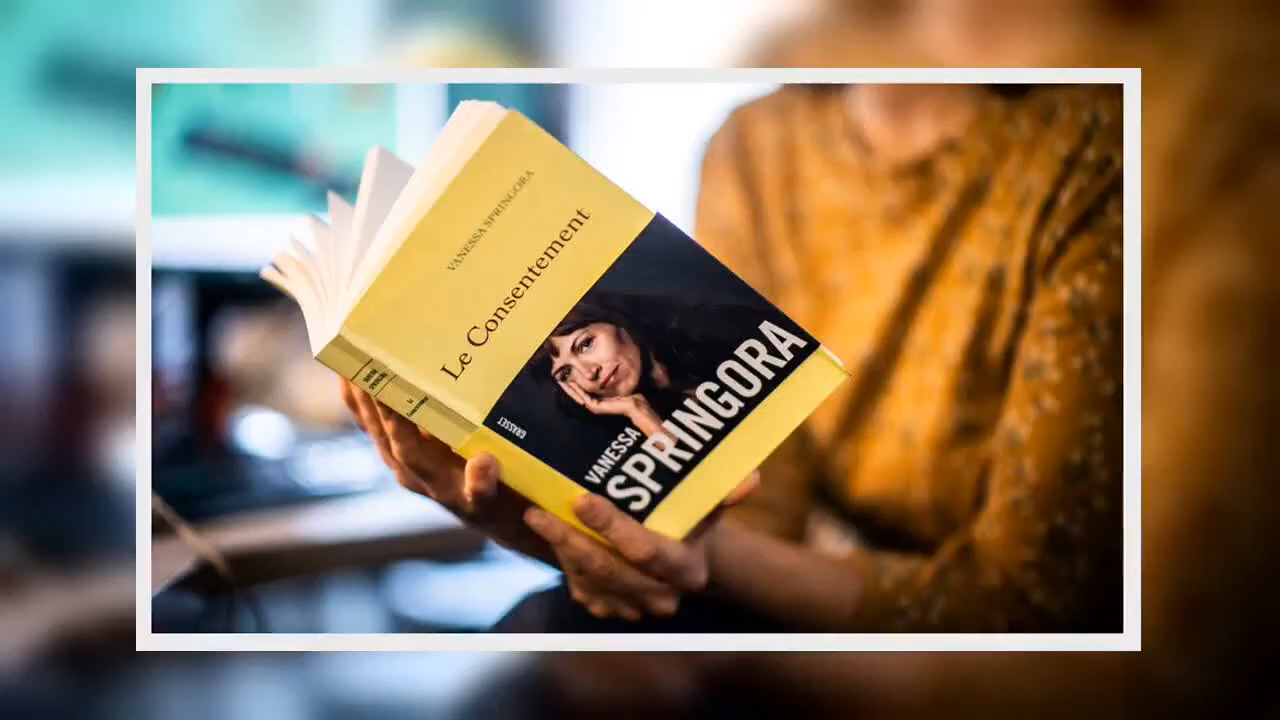 VANESSA SPRINGORA
Le Consentement
GRASSET
VANESSA
SPRINGORA